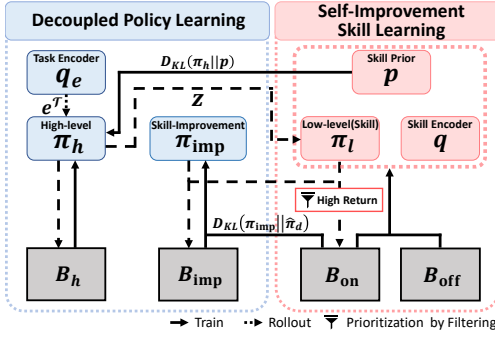 Decoupled Policy Learning
Self-Improvement
Skill Learning
Task Encoder
q_e
e^𝒯
High-level
π_h
Skill-Improvement
π_imp
D_KL(π_h||p)
z
Skill Prior
p
Low-level(Skill)
π_l
Skill Encoder
q
High Return
D_KL(π_imp||π̂_d)
B_h
B_imp
B_on
B_off
Train
Rollout
Prioritization by Filtering